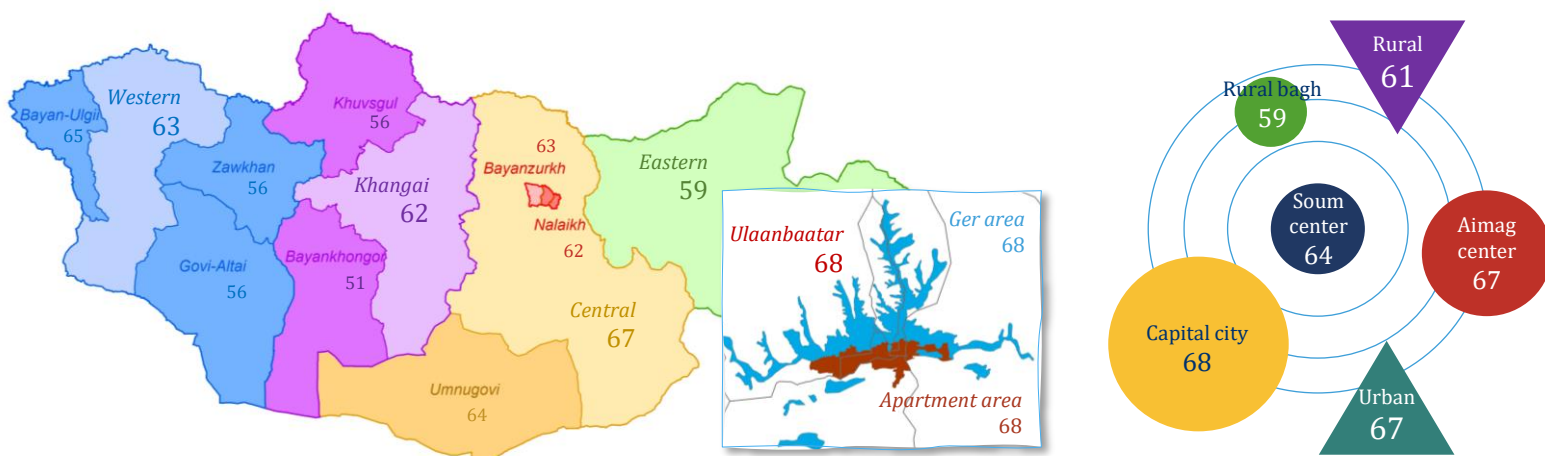 Bayan-Ulgii
65
Western
63
Zawkhan
56
Govi-Altai
56
Khuvsgul
56
Khangai
62
Bayankhongor
51
63
Bayanzurkh
Nalaikh
62
Central
67
Umnugovi
64
Eastern
59
Ulaanbaatar
68
Ger area
68
Apartment area
68
Rural
61
Rural bagh
59
Soum
center
64
Aimag
center
67
Capital city
68
Urban
67